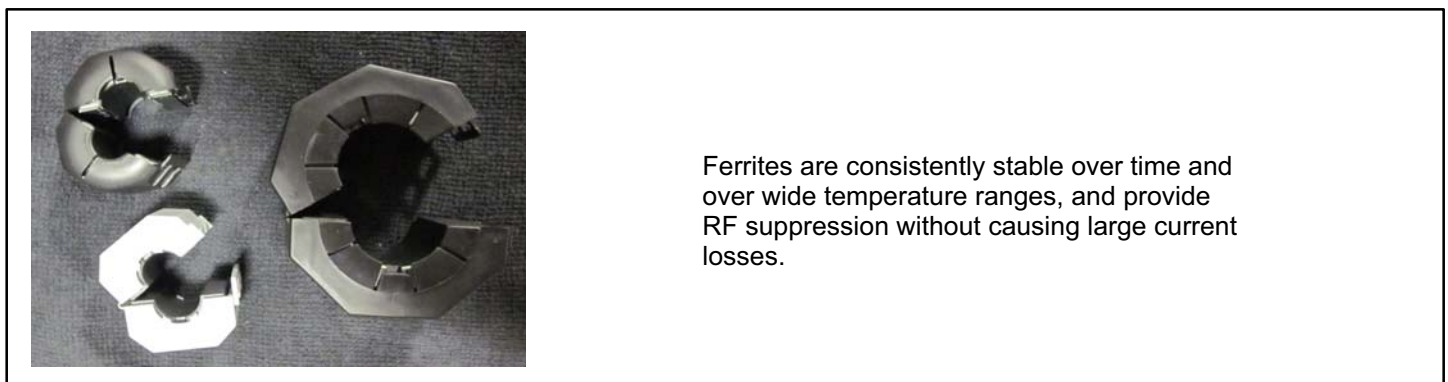 Ferrites are consistently stable over time and
over wide temperature ranges, and provide
RF suppression without causing large current
losses.